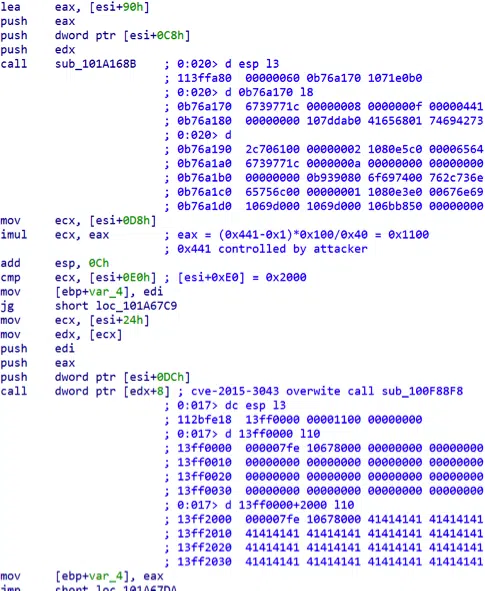 lea eax, [esi+90h]
push eax
push dword ptr [esi+0C8h]
push edx
call sub_101A168B ; 0:020> d esp l3
; 113ffa80 00000060 0b76a170 1071e0b0
; 0:020> d 0b76a170 l8
; 0b76a170 6739771c 00000008 0000000f 00000441
; 0b76a180 00000000 107ddab0 41656801 74694273
; 0:020> d
; 0b76a190 2c706100 00000002 1080e5c0 00006564
; 0b76a1a0 6739771c 0000000a 00000000 00000000
; 0b76a1b0 00000000 0b939080 6f697400 762c736e
; 0b76a1c0 65756c00 00000001 1080e3e0 00676e69
; 0b76a1d0 1069d000 1069d000 106bb850 00000000
mov ecx, [esi+0D8h]
imul ecx, eax ; eax = (0x441-0x1)*0x100/0x40 = 0x1100
; 0x441 controlled by attacker
add esp, 0Ch
cmp ecx, [esi+0E0h] ; [esi+0xE0] = 0x2000
mov [ebp+var_4], edi
jg short loc_101A67C9
mov ecx, [esi+24h]
mov edx, [ecx]
push edi
push eax
push dword ptr [esi+0DCh]
call dword ptr [edx+8] ; cve-2015-3043 overwite call sub_100F88F8
; 0:017> dc esp l3
; 112bfe18 13ff0000 00001100 00000000
; 0:017> d 13ff0000 l10
; 13ff0000 000007fe 10678000 00000000 00000000
; 13ff0010 00000000 00000000 00000000 00000000
; 13ff0020 00000000 00000000 00000000 00000000
; 13ff0030 00000000 00000000 00000000 00000000
; 0:017> d 13ff0000+2000 l10
; 13ff2000 000007fe 10678000 41414141 41414141
; 13ff2010 41414141 41414141 41414141 41414141
; 13ff2020 41414141 41414141 41414141 41414141
; 13ff2030 41414141 41414141 41414141 41414141
mov [ebp+var_4], eax
jmp short loc_101A67DA